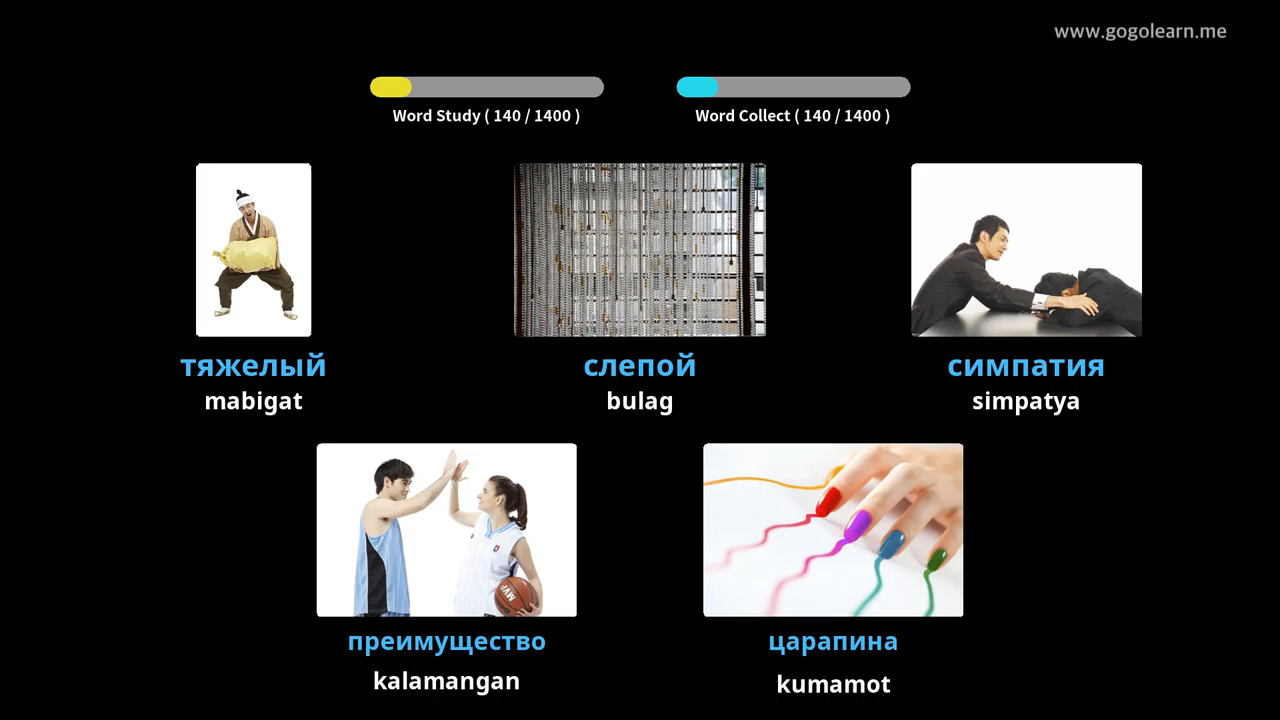 www.gogolearn.me
Word Study ( 140 / 1400 )
Word Collect ( 140 / 1400 )
тяжелый
mabigat
слепой
bulag
симпатия
simpatya
MVP
преимущество
kalamangan
царапина
kumamot